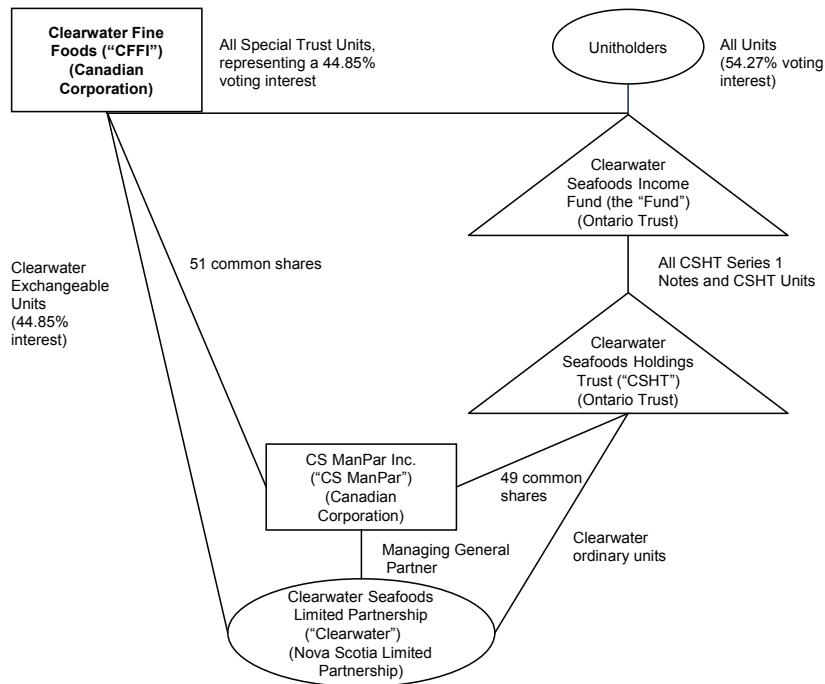 Clearwater Fine
Foods (“CFFI”)
(Canadian
Corporation)
All Special Trust Units,
representing a 44.85%
voting interest
Unitholders
All Units
(54.27% voting
interest)
Clearwater
Seafoods Income
Fund (the “Fund”)
(Ontario Trust)
Clearwater
Exchangeable
Units
(44.85%
interest)
51 common shares
All CSHT Series 1
Notes and CSHT Units
Clearwater
Seafoods Holdings
Trust (“CSHT”)
(Ontario Trust)
CS ManPar Inc.
(“CS ManPar”)
(Canadian
Corporation)
49 common
shares
Managing General
Partner
Clearwater
ordinary units
Clearwater Seafoods
Limited Partnership
(“Clearwater”)
(Nova Scotia Limited
Partnership)